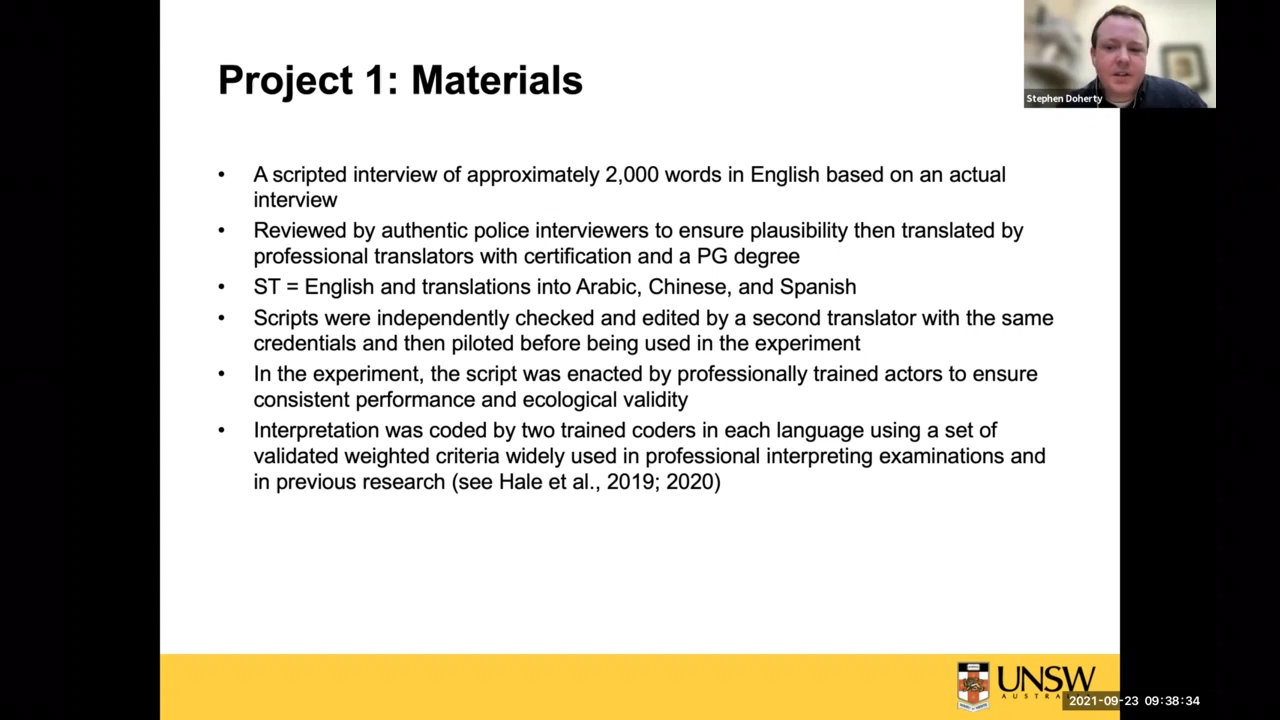 Project 1: Materials
Stephen Doherty
• A scripted interview of approximately 2,000 words in English based on an actual
interview
• Reviewed by authentic police interviewers to ensure plausibility then translated by
professional translators with certification and a PG degree
• ST = English and translations into Arabic, Chinese, and Spanish
• Scripts were independently checked and edited by a second translator with the same
credentials and then piloted before being used in the experiment
• In the experiment, the script was enacted by professionally trained actors to ensure
consistent performance and ecological validity
• Interpretation was coded by two trained coders in each language using a set of
validated weighted criteria widely used in professional interpreting examinations and
in previous research (see Hale et al., 2019; 2020)
UNSW
2021-09-23 09:38:34